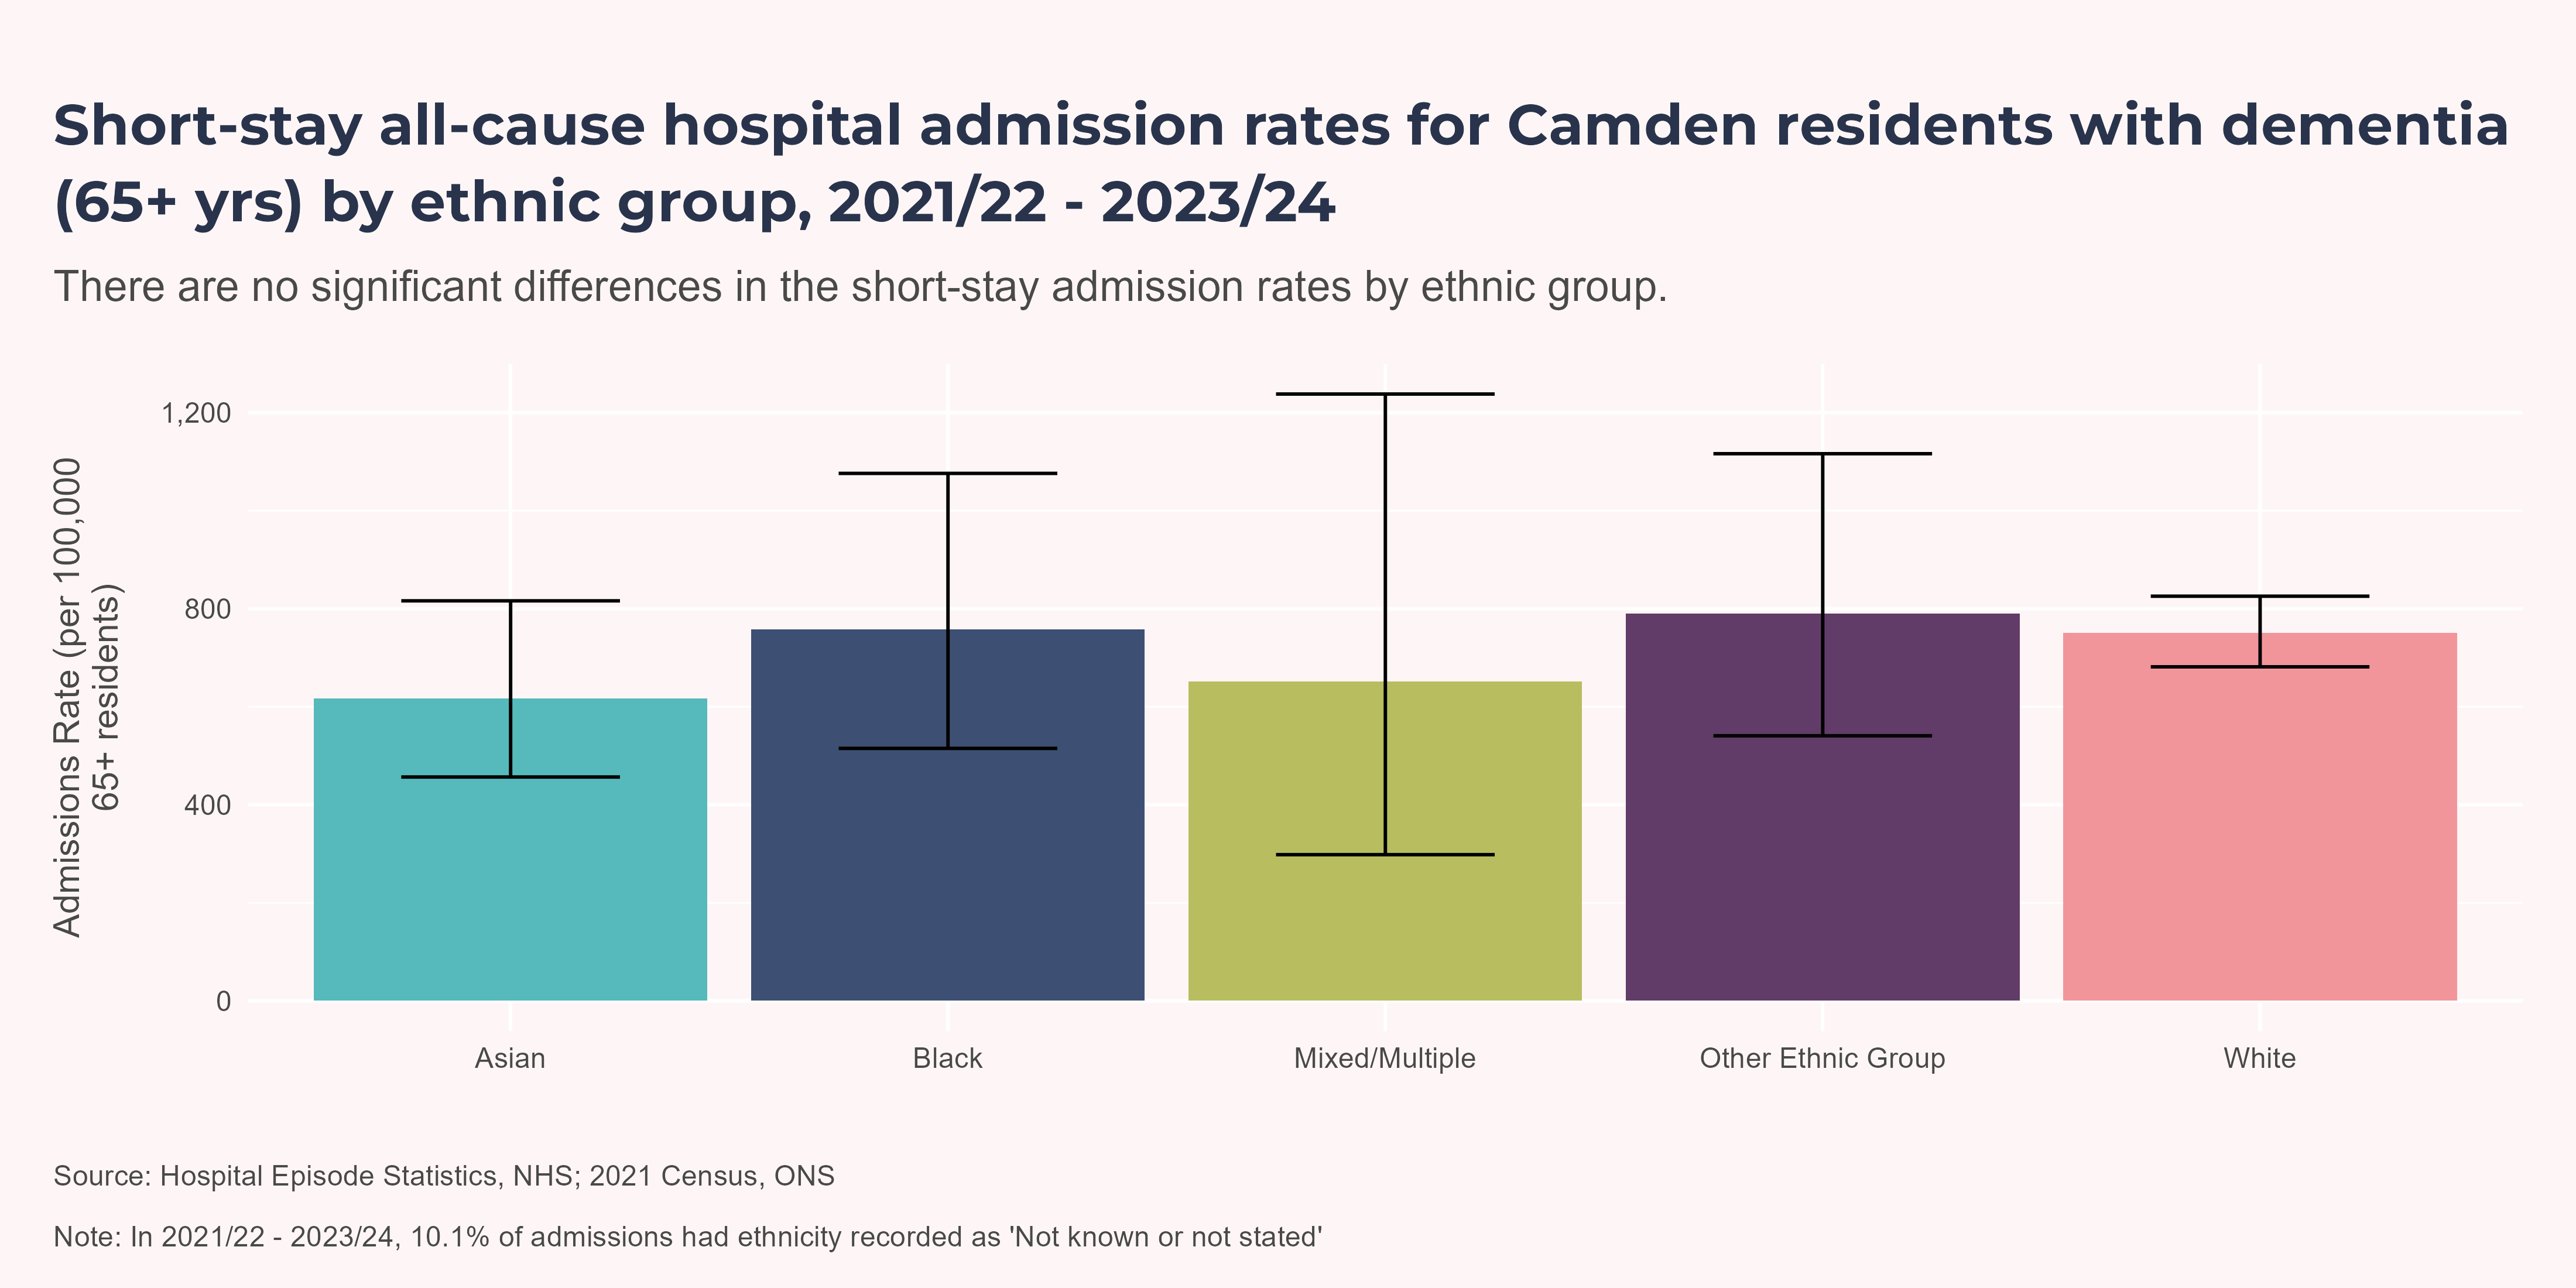 Short-stay all-cause hospital admission rates for Camden residents with dementia
(65+ yrs) by ethnic group, 2021/22 - 2023/24
There are no significant differences in the short-stay admission rates by ethnic group.
Admissions Rate (per 100,000
65+ residents)
1,200
800
400
0
Asian
Black
Mixed/Multiple
Other Ethnic Group
White
Source: Hospital Episode Statistics, NHS; 2021 Census, ONS
Note: In 2021/22 - 2023/24, 10.1% of admissions had ethnicity recorded as 'Not known or not stated'